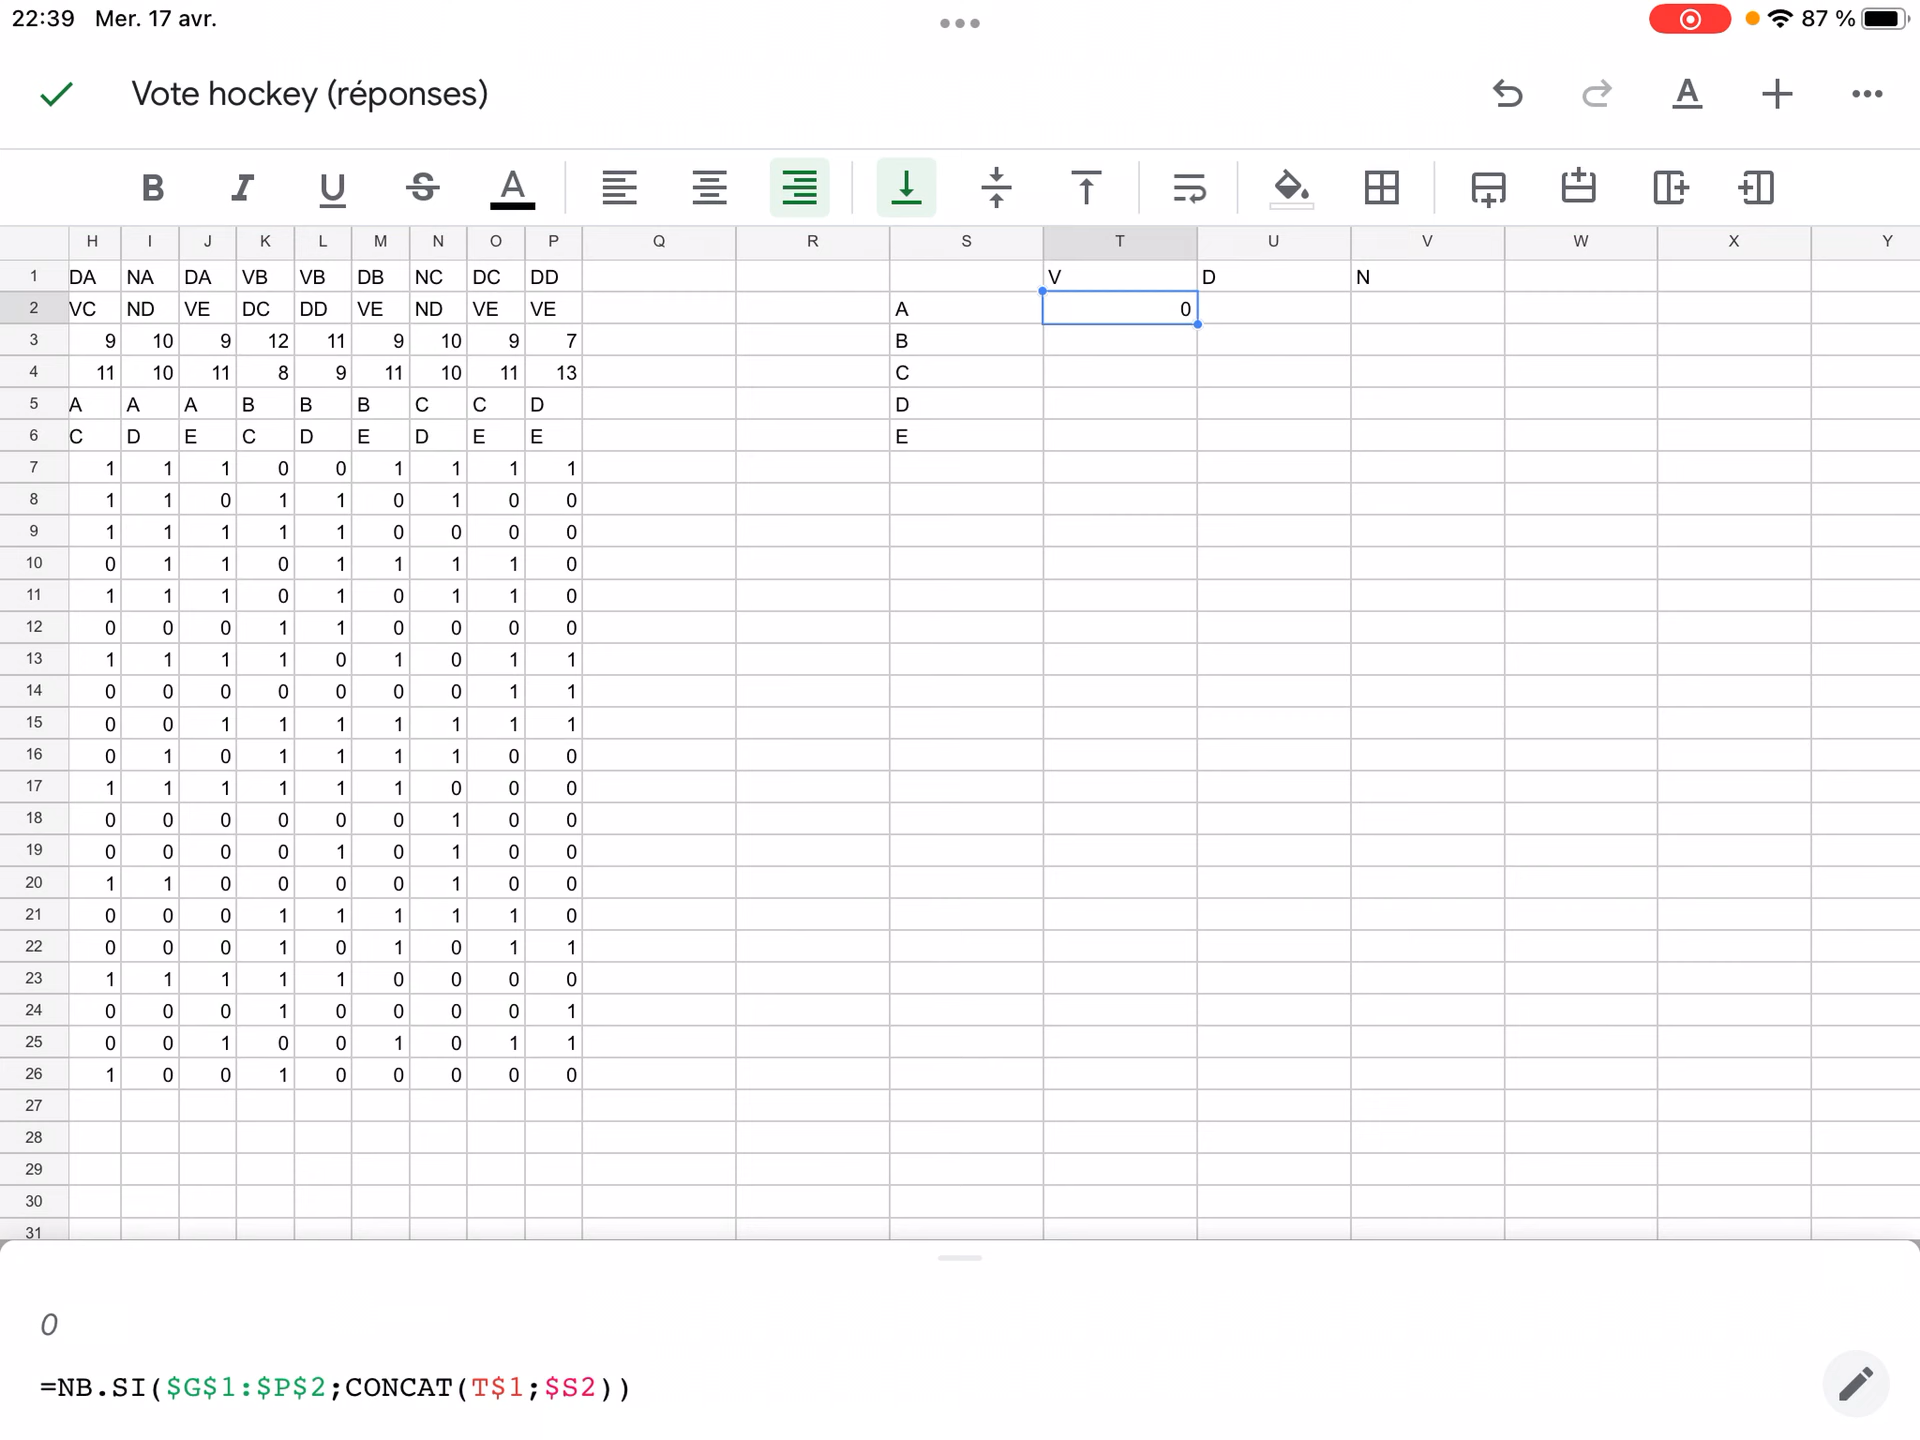 22:39 Mer. 17 avr. 87 %
Vote hockey (réponses)
B I U S A
H I J K L M N O P Q R S T U V W X Y
1 DA NA DA VB VB DB NC DC DD V D N
2 VC ND VE DC DD VE ND VE VE A 0
3 9 10 9 12 11 9 10 9 7 B
4 11 10 11 8 9 11 10 11 13 C
5 A A A B B B C C D D
6 C D E C D E D E E E
7 1 1 1 0 0 1 1 1 1
8 1 1 0 1 1 0 1 0 0
9 1 1 1 1 1 0 0 0 0
10 0 1 1 0 1 1 1 1 0
11 1 1 1 0 1 0 1 1 0
12 0 0 0 1 1 0 0 0 0
13 1 1 1 1 0 1 0 1 1
14 0 0 0 0 0 0 0 1 1
15 0 0 1 1 1 1 1 1 1
16 0 1 0 1 1 1 1 0 0
17 1 1 1 1 1 1 0 0 0
18 0 0 0 0 0 0 1 0 0
19 0 0 0 0 1 0 1 0 0
20 1 1 0 0 0 0 1 0 0
21 0 0 0 1 1 1 1 1 0
22 0 0 0 1 0 1 0 1 1
23 1 1 1 1 1 0 0 0 0
24 0 0 0 1 0 0 0 0 1
25 0 0 1 0 0 1 0 1 1
26 1 0 0 1 0 0 0 0 0
27
28
29
30
31
0
=NB.SI($G$1:$P$2;CONCAT(T$1;$S2))